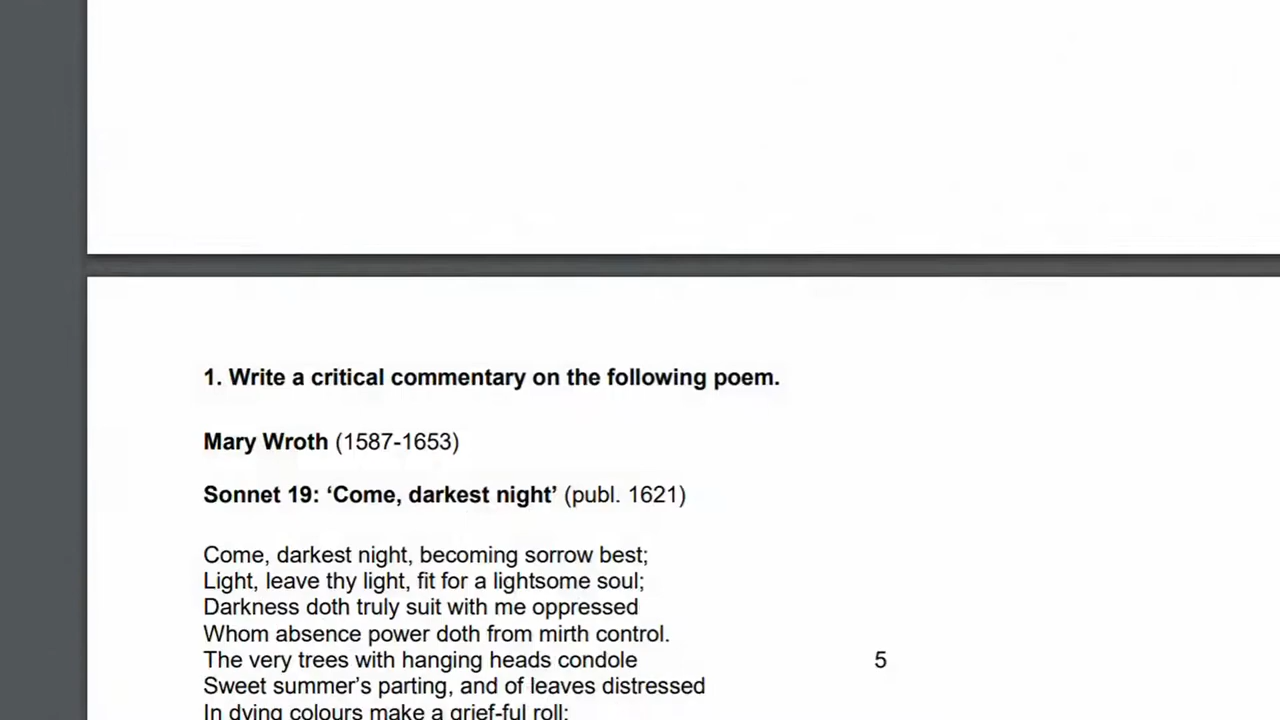 1. Write a critical commentary on the following poem.
Mary Wroth (1587-1653)
Sonnet 19: ‘Come, darkest night’ (publ. 1621)
Come, darkest night, becoming sorrow best;
Light, leave thy light, fit for a lightsome soul;
Darkness doth truly suit with me oppressed
Whom absence power doth from mirth control.
The very trees with hanging heads condole 5
Sweet summer’s parting, and of leaves distressed
In dying colours make a grief-ful roll;